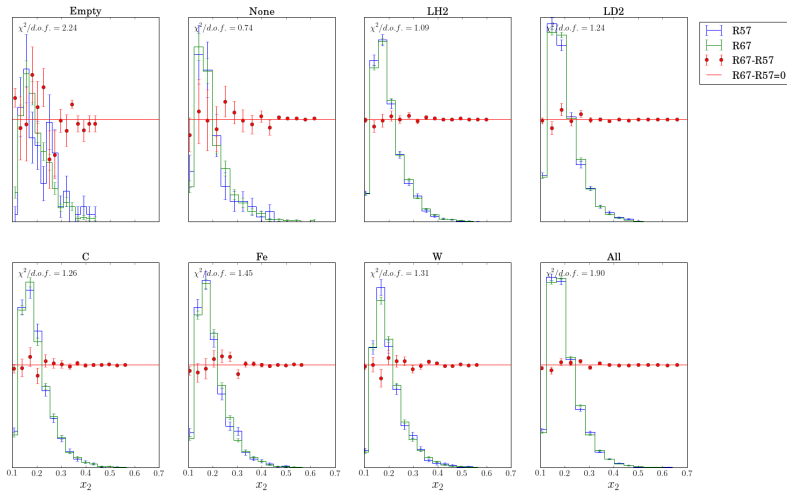 Empty
None
LH2
LD2
χ²/d.o.f. = 2.24
χ²/d.o.f. = 0.74
χ²/d.o.f. = 1.09
χ²/d.o.f. = 1.24
R57
R67
R67-R57
R67-R57=0
C
Fe
W
All
χ²/d.o.f. = 1.26
χ²/d.o.f. = 1.45
χ²/d.o.f. = 1.31
χ²/d.o.f. = 1.90
0.1 0.2 0.3 0.4 0.5 0.6 0.7
0.1 0.2 0.3 0.4 0.5 0.6 0.7
0.1 0.2 0.3 0.4 0.5 0.6 0.7
0.1 0.2 0.3 0.4 0.5 0.6 0.7
x₂
x₂
x₂
x₂